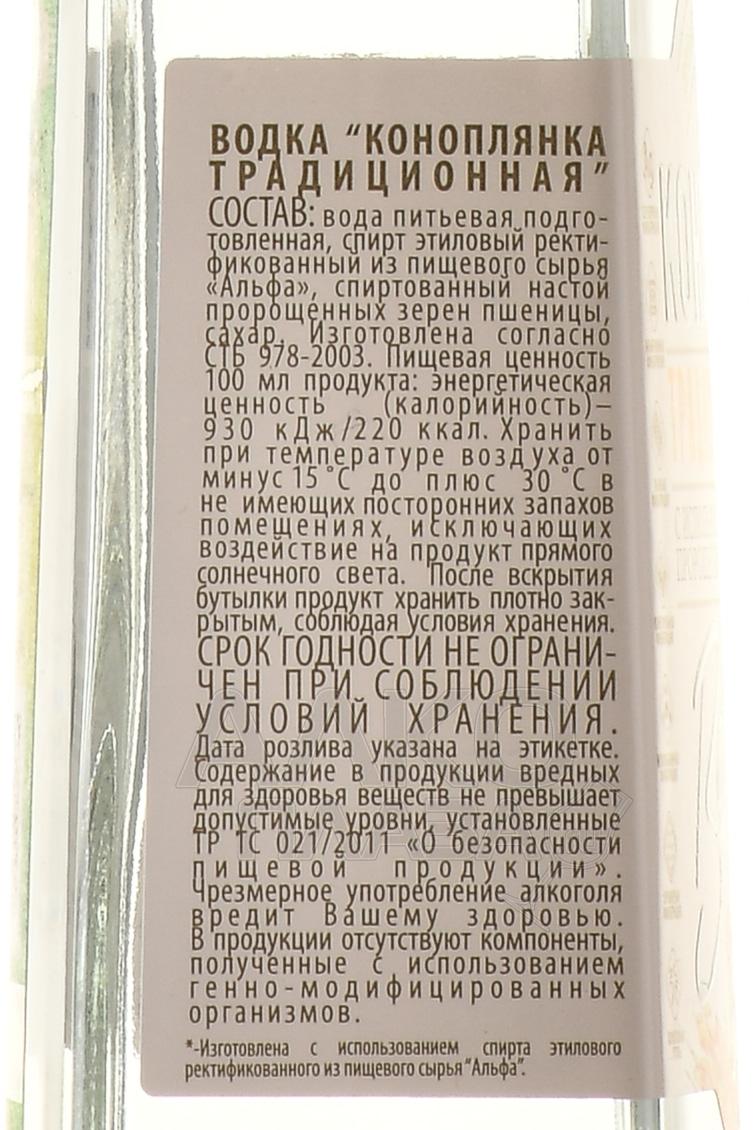 ВОДКА “КОНОПЛЯНКА
ТРАДИЦИОННАЯ”
СОСТАВ: вода питьевая подго-
товленная, спирт этиловый ректи-
фикованный из пищевого сырья
«Альфа», спиртованный настой
пророщенных зерен пшеницы,
сахар. Изготовлена согласно
СТБ 978-2003. Пищевая ценность
100 мл продукта: энергетическая
ценность (калорийность)–
930 кДж/220 ккал. Хранить
при температуре воздуха от
минус 15 °С до плюс 30 °С в
не имеющих посторонних запахов
помещениях, исключающих
воздействие на продукт прямого
солнечного света. После вскрытия
бутылки продукт хранить плотно зак-
рытым, соблюдая условия хранения.
СРОК ГОДНОСТИ НЕ ОГРАНИ-
ЧЕН ПРИ СОБЛЮДЕНИИ
УСЛОВИЙ ХРАНЕНИЯ.
Дата розлива указана на этикетке.
Содержание в продукции вредных
для здоровья веществ не превышает
допустимые уровни, установленные
ТР ТС 021/2011 «О безопасности
пищевой продукции».
Чрезмерное употребление алкоголя
вредит Вашему здоровью.
В продукции отсутствуют компоненты,
полученные с использованием
генно-модифицированных
организмов.
*-Изготовлена с использованием спирта этилового
ректификованного из пищевого сырья “Альфа”.